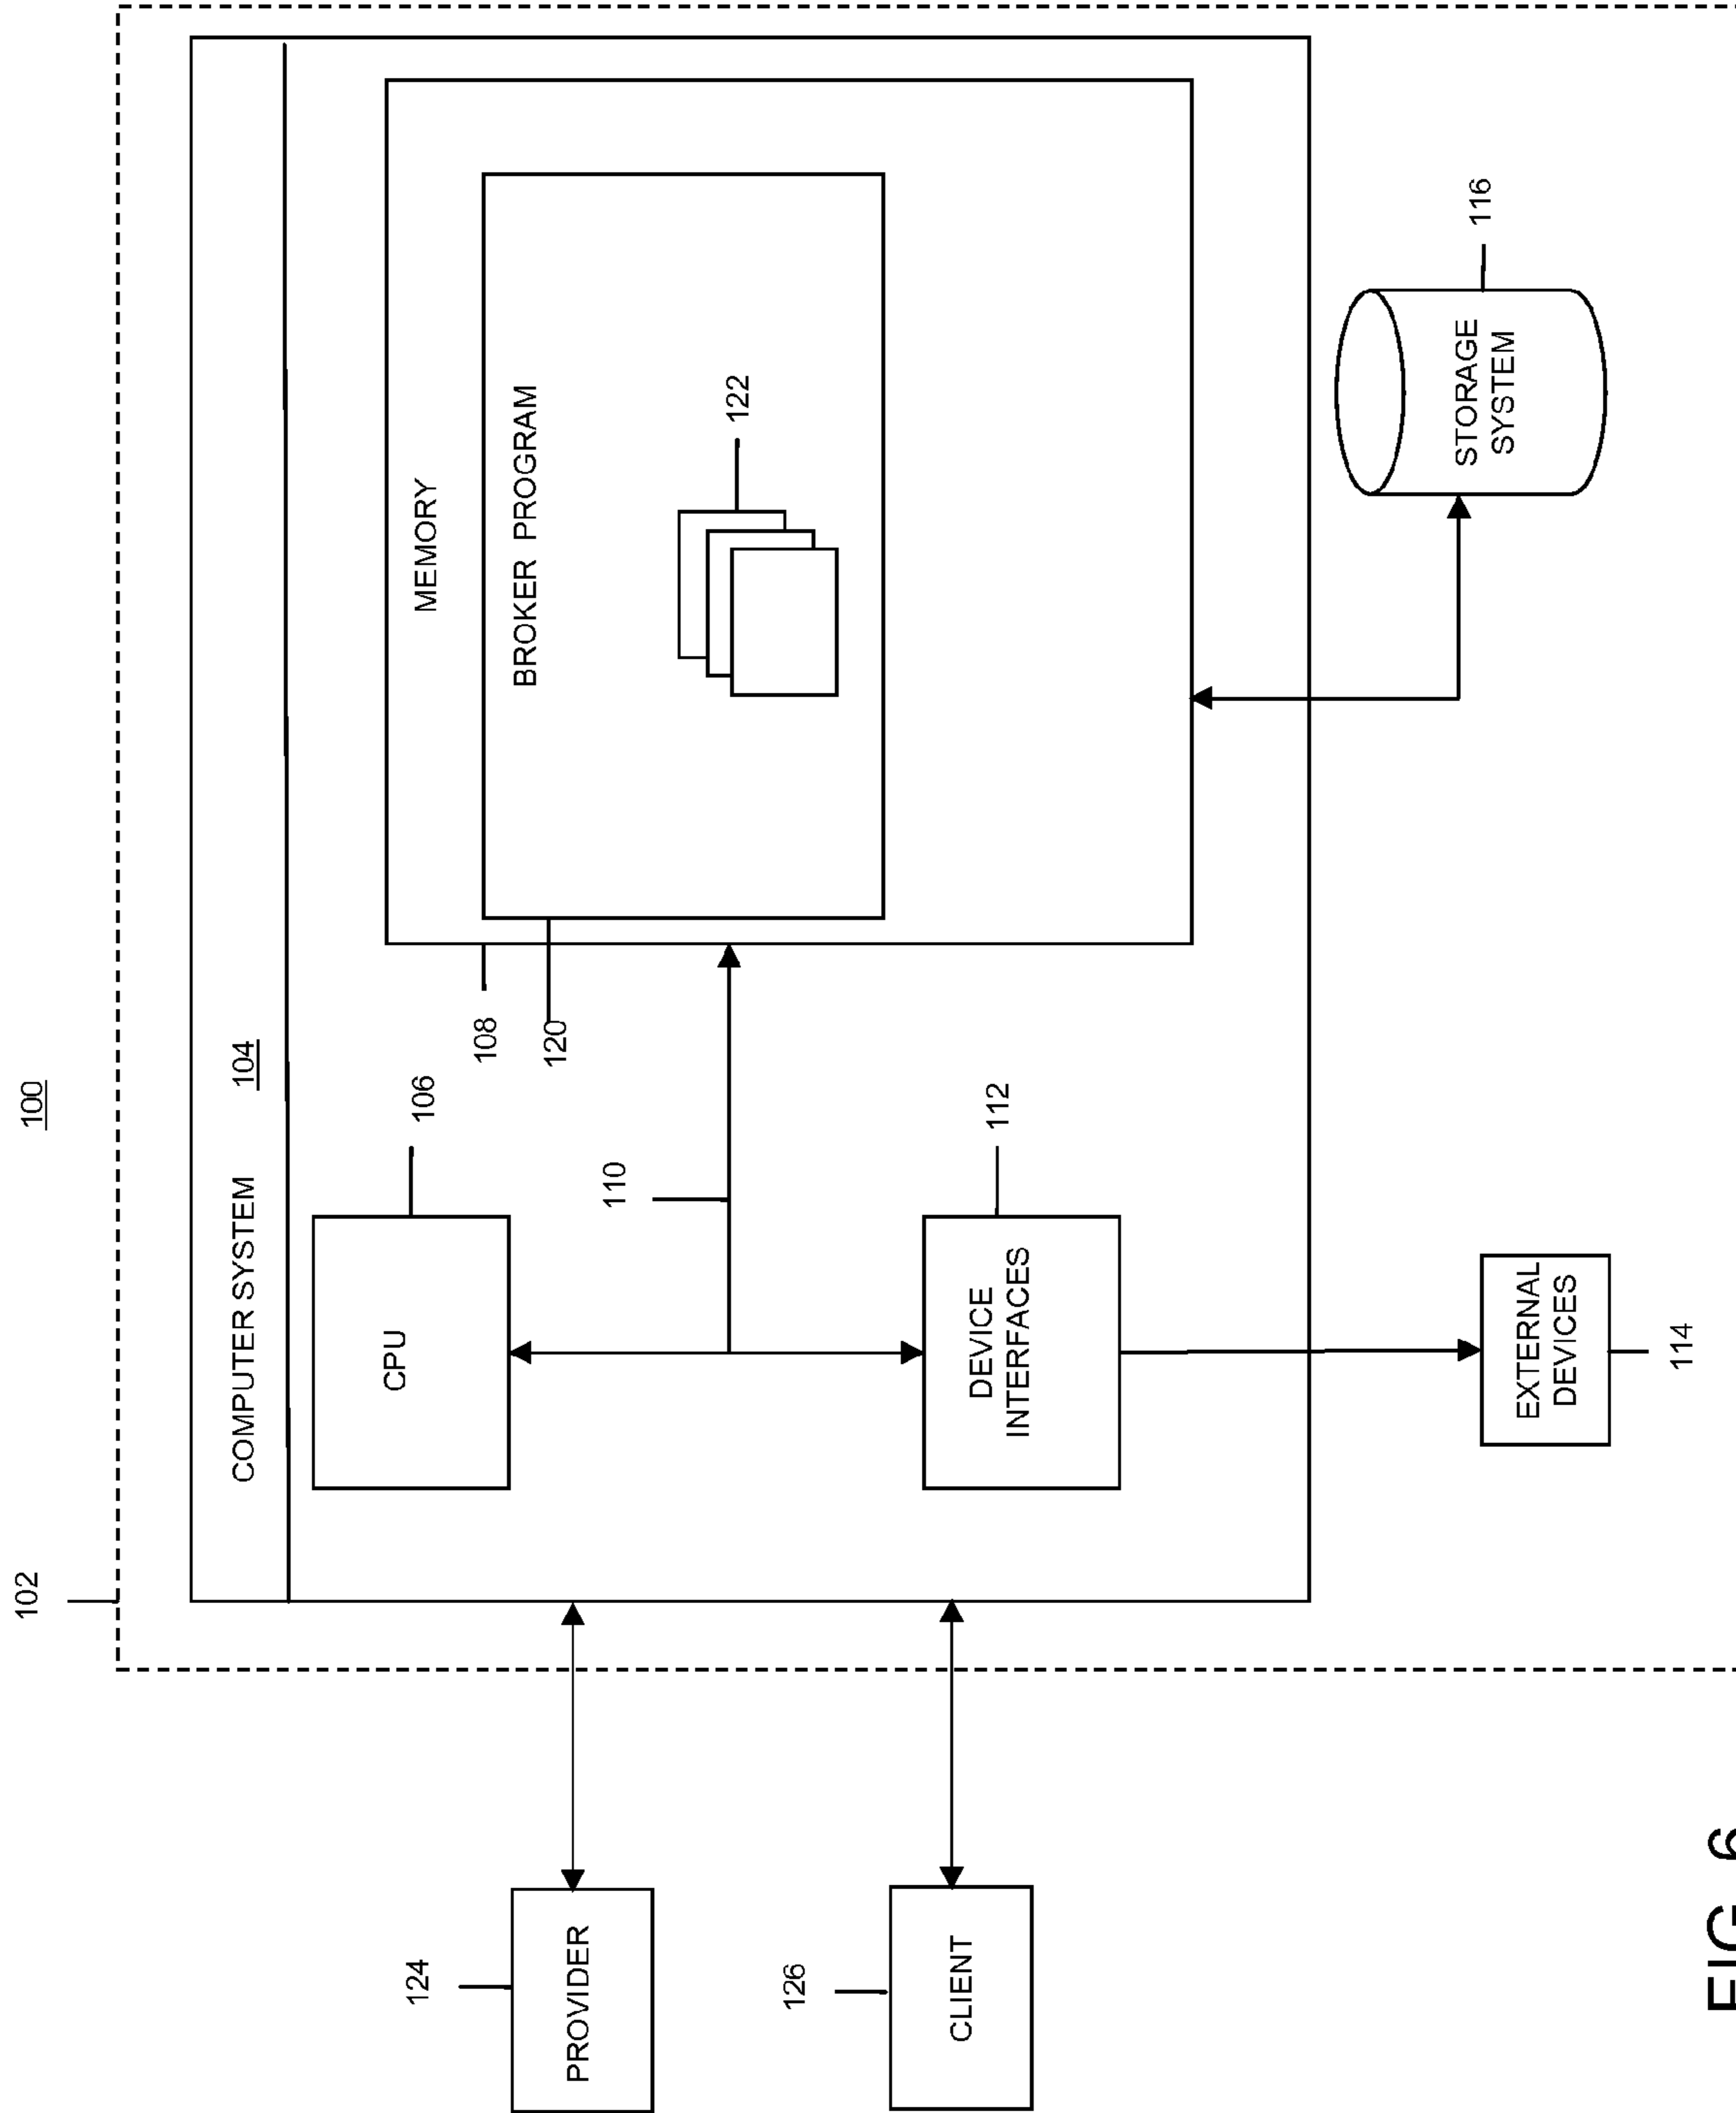 102
100
COMPUTER SYSTEM 104
124
CPU
106
MEMORY
108
BROKER PROGRAM
120
PROVIDER
110
122
126
CLIENT
DEVICE
INTERFACES
112
STORAGE
SYSTEM
116
EXTERNAL
DEVICES
114
FIG 6